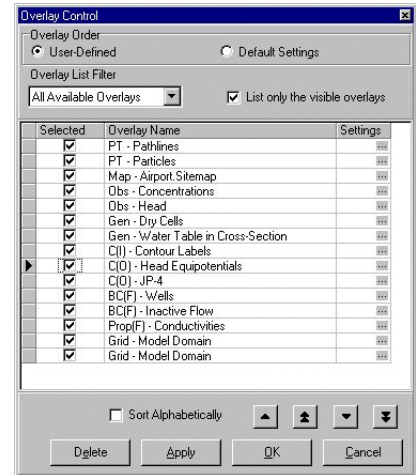 Overlay Control
Overlay Order
User-Defined Default Settings
Overlay List Filter
All Available Overlays List only the visible overlays
Selected Overlay Name Settings
PT - Pathlines
PT - Particles
Map - Airport.Sitemap
Obs - Concentrations
Obs - Head
Gen - Dry Cells
Gen - Water Table in Cross-Section
C(I) - Contour Labels
C(O) - Head Equipotentials
C(O) - JP-4
BC(F) - Wells
BC(F) - Inactive Flow
Prop(F) - Conductivities
Grid - Model Domain
Grid - Model Domain
Sort Alphabetically
Delete Apply OK Cancel